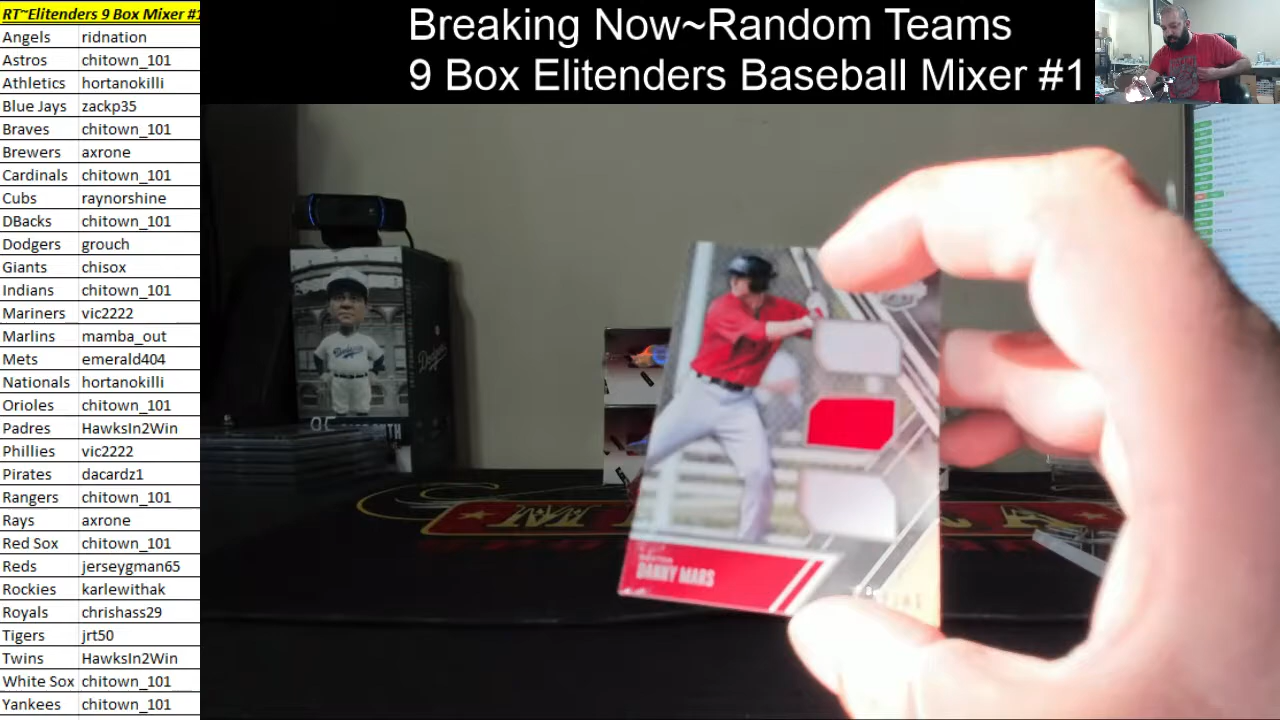 RT~Elitenders 9 Box Mixer #1
Angels ridnation
Astros chitown_101
Athletics hortanokilli
Blue Jays zackp35
Braves chitown_101
Brewers axrone
Cardinals chitown_101
Cubs raynorshine
DBacks chitown_101
Dodgers grouch
Giants chisox
Indians chitown_101
Mariners vic2222
Marlins mamba_out
Mets emerald404
Nationals hortanokilli
Orioles chitown_101
Padres HawksIn2Win
Phillies vic2222
Pirates dacardz1
Rangers chitown_101
Rays axrone
Red Sox chitown_101
Reds jerseygman65
Rockies karlewithak
Royals chrishass29
Tigers jrt50
Twins HawksIn2Win
White Sox chitown_101
Yankees chitown_101
Breaking Now~Random Teams
9 Box Elitenders Baseball Mixer #1
Dodgers
DANNY MARS